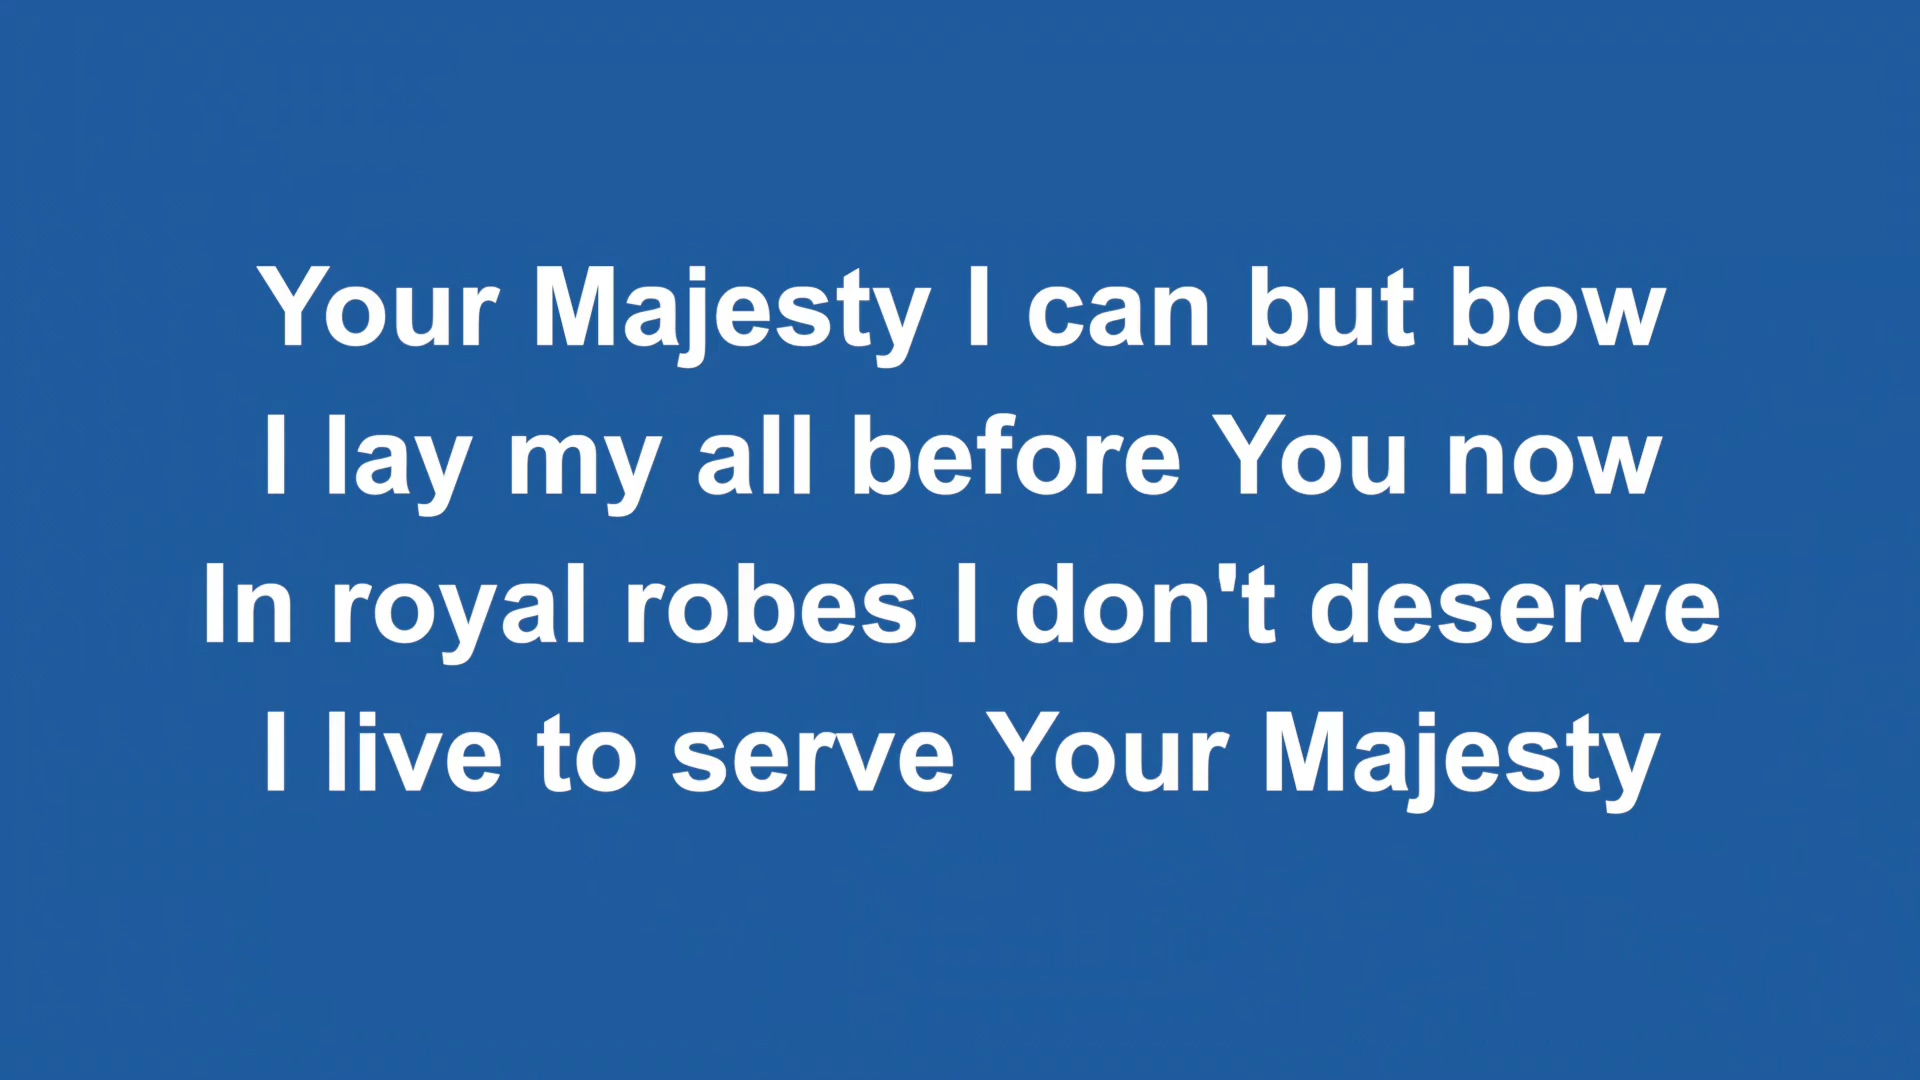 Your Majesty I can but bow
I lay my all before You now
In royal robes I don't deserve
I live to serve Your Majesty